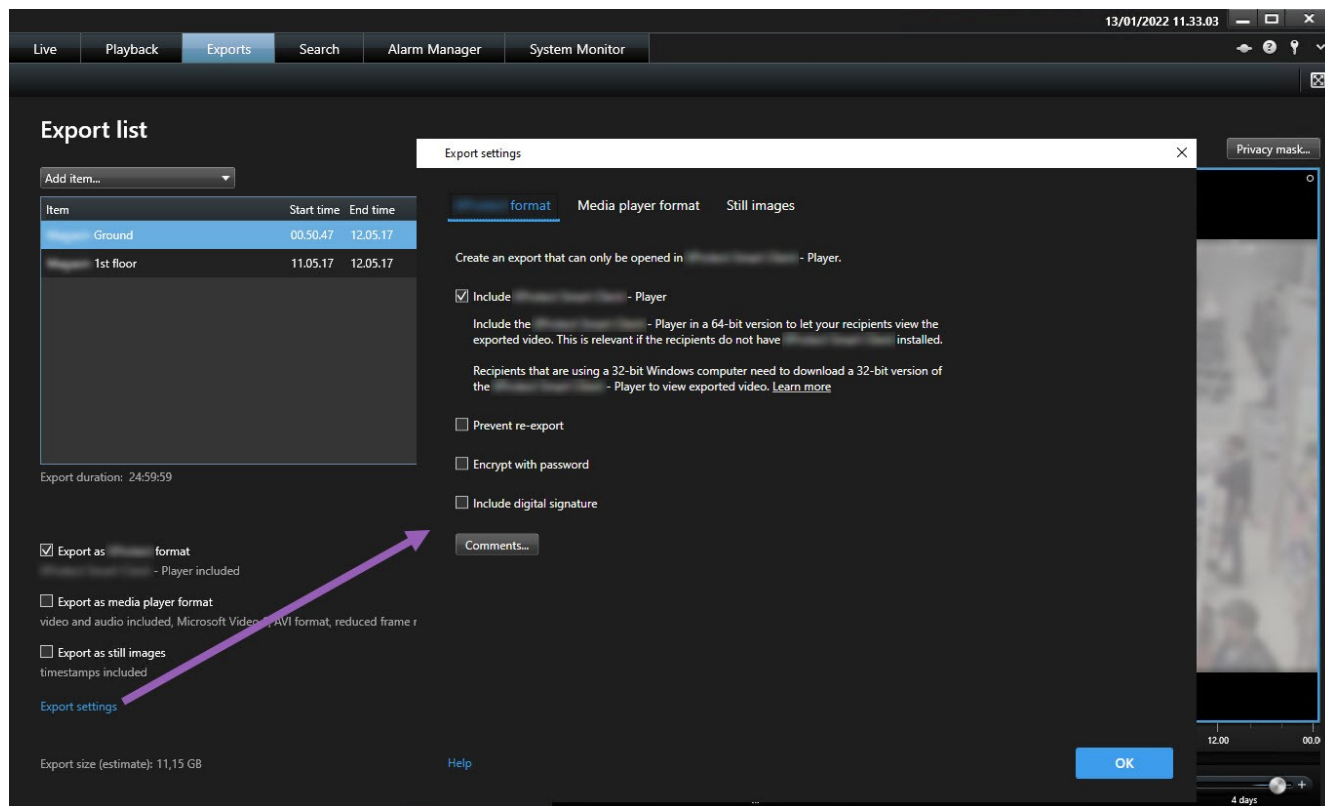 13/01/2022 11.33.03
Live Playback Exports Search Alarm Manager System Monitor
Export list
Privacy mask...
Add item...
Item Start time End time
Ground 00.50.47 12.05.17
1st floor 11.05.17 12.05.17
Export duration: 24:59:59
Export as format
- Player included
Export as media player format
video and audio included, Microsoft Video AVI format, reduced frame
Export as still images
timestamps included
Export settings
Export size (estimate): 11,15 GB
Export settings
format Media player format Still images
Create an export that can only be opened in - Player.
Include - Player
Include the - Player in a 64-bit version to let your recipients view the
exported video. This is relevant if the recipients do not have installed.
Recipients that are using a 32-bit Windows computer need to download a 32-bit version of
the - Player to view exported video. Learn more
Prevent re-export
Encrypt with password
Include digital signature
Comments...
Help
OK
12.00 00.0
4 days